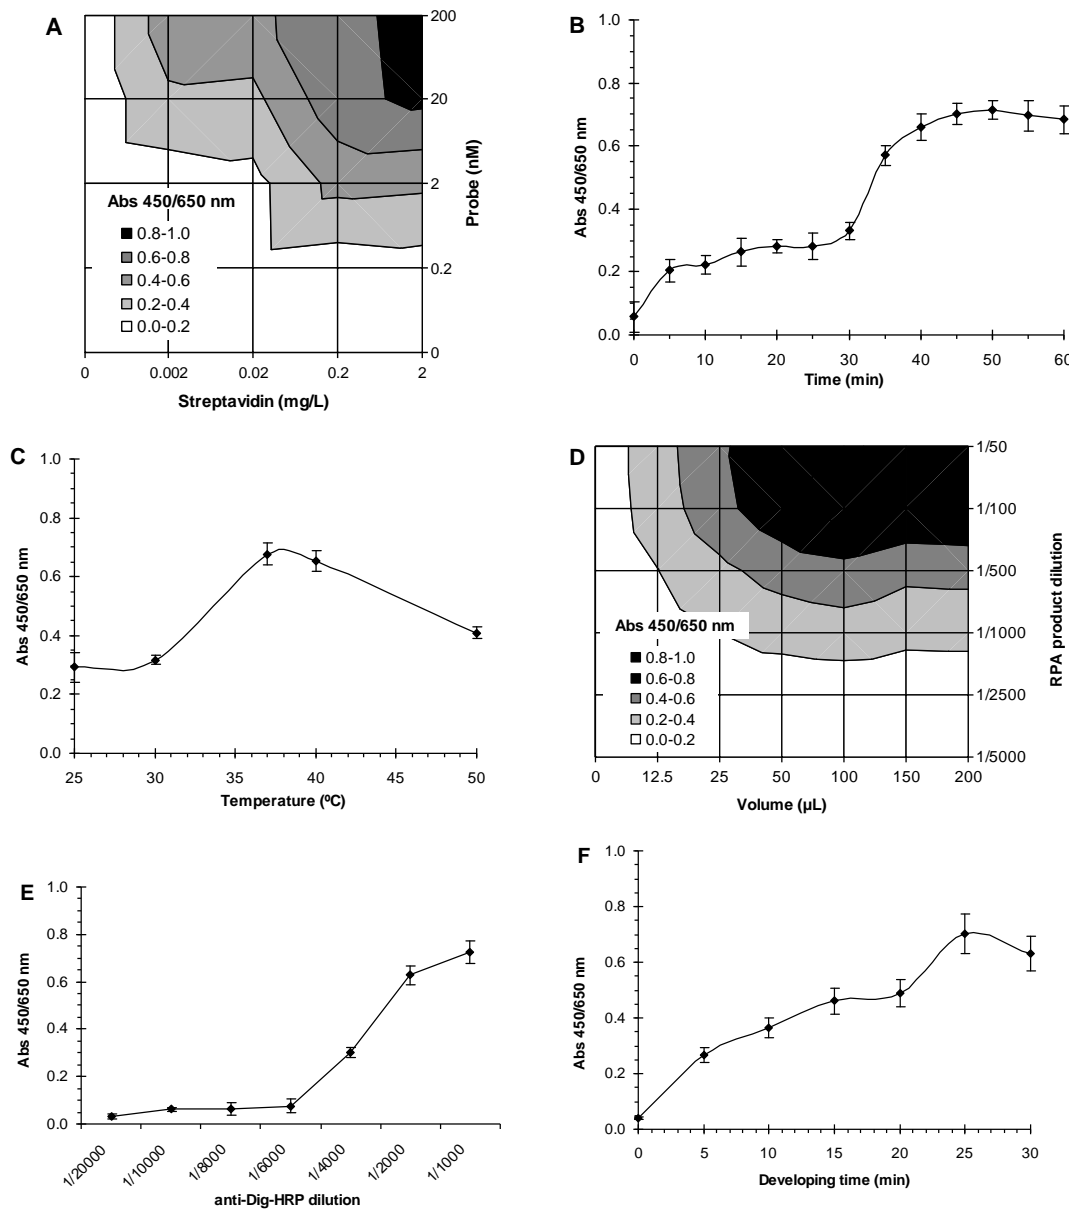 A
200
20
2
0.2
0
Probe (nM)
Abs 450/650 nm
0.8-1.0
0.6-0.8
0.4-0.6
0.2-0.4
0.0-0.2
0 0.002 0.02 0.2 2
Streptavidin (mg/L)
B
1.0
0.8
0.6
0.4
0.2
0.0
Abs 450/650 nm
0 10 20 30 40 50 60
Time (min)
C
1.0
0.8
0.6
0.4
0.2
0.0
Abs 450/650 nm
25 30 35 40 45 50
Temperature (ºC)
D
1/50
1/100
1/500
1/1000
1/2500
1/5000
RPA product dilution
Abs 450/650 nm
0.8-1.0
0.6-0.8
0.4-0.6
0.2-0.4
0.0-0.2
0 12.5 25 50 100 150 200
Volume (µL)
E
1.0
0.8
0.6
0.4
0.2
0.0
Abs 450/650 nm
1/20000 1/10000 1/8000 1/6000 1/4000 1/2000 1/1000
anti-Dig-HRP dilution
F
1.0
0.8
0.6
0.4
0.2
0.0
Abs 450/650 nm
0 5 10 15 20 25 30
Developing time (min)